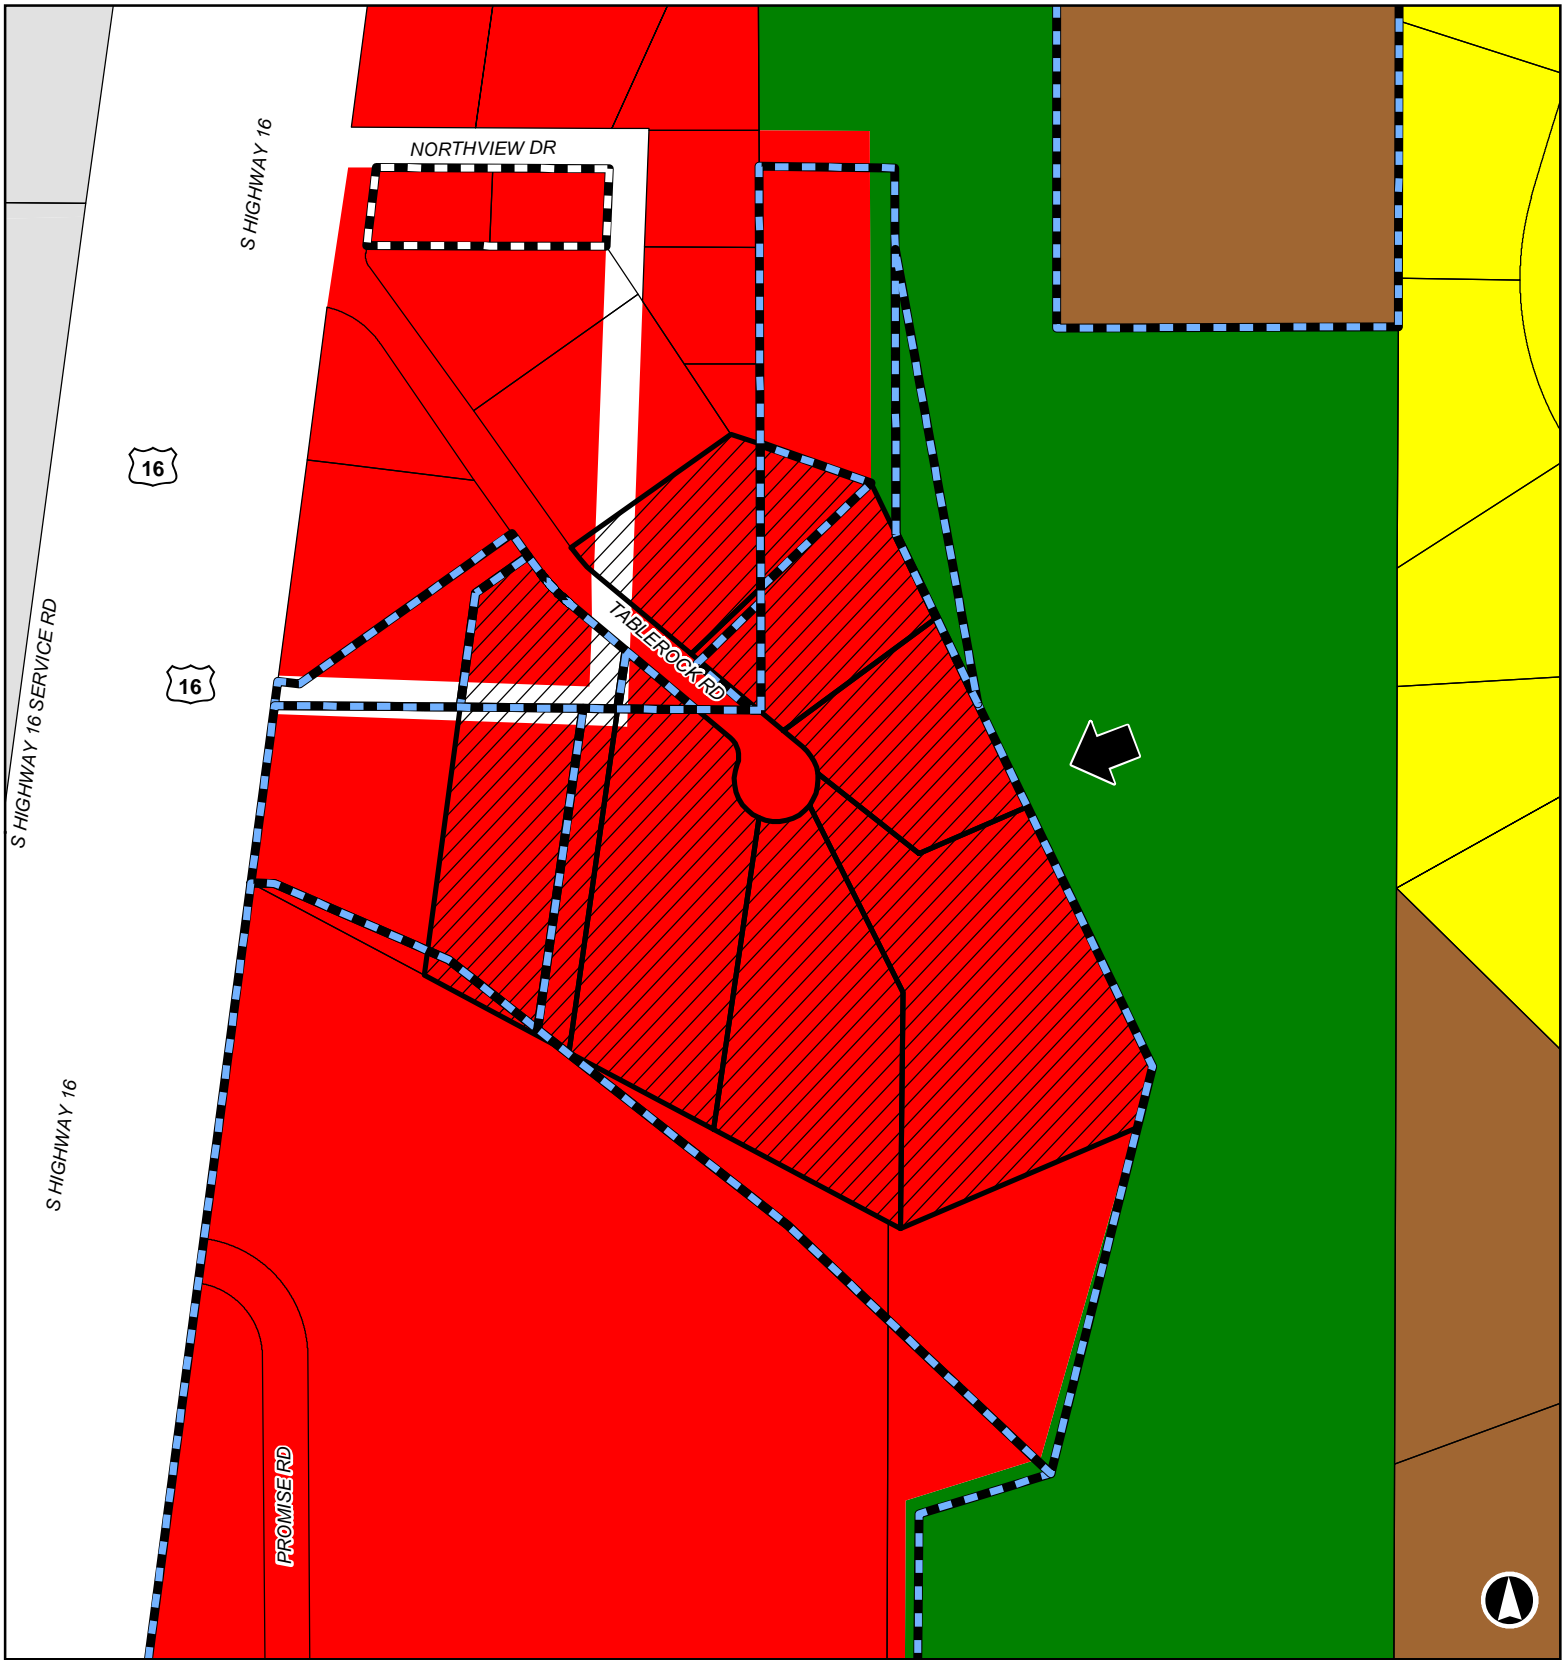 NORTHVIEW DR
S HIGHWAY 16
16
S HIGHWAY 16 SERVICE RD
16
TABLEROCK RD
S HIGHWAY 16
PROMISE RD